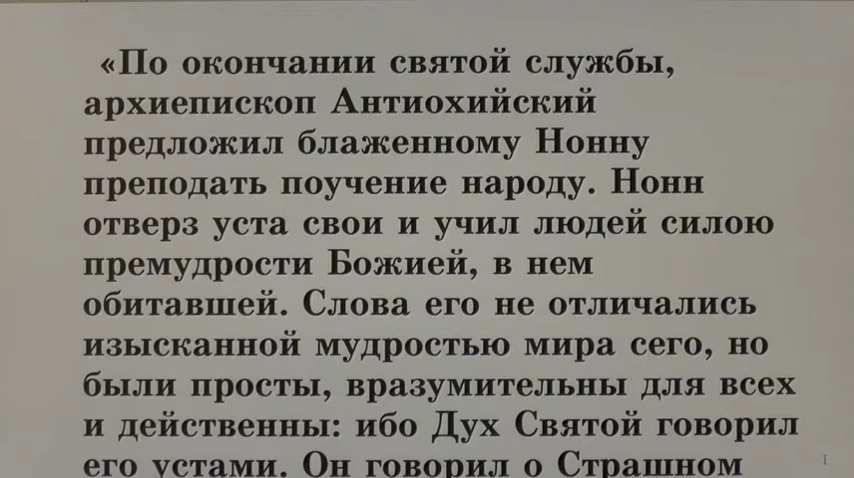 «По окончании святой службы,
архиепископ Антиохийский
предложил блаженному Нонну
преподать поучение народу. Нонн
отверз уста свои и учил людей силою
премудрости Божией, в нем
обитавшей. Слова его не отличались
изысканной мудростью мира сего, но
были просты, вразумительны для всех
и действенны: ибо Дух Святой говорил
его устами. Он говорил о Страшном